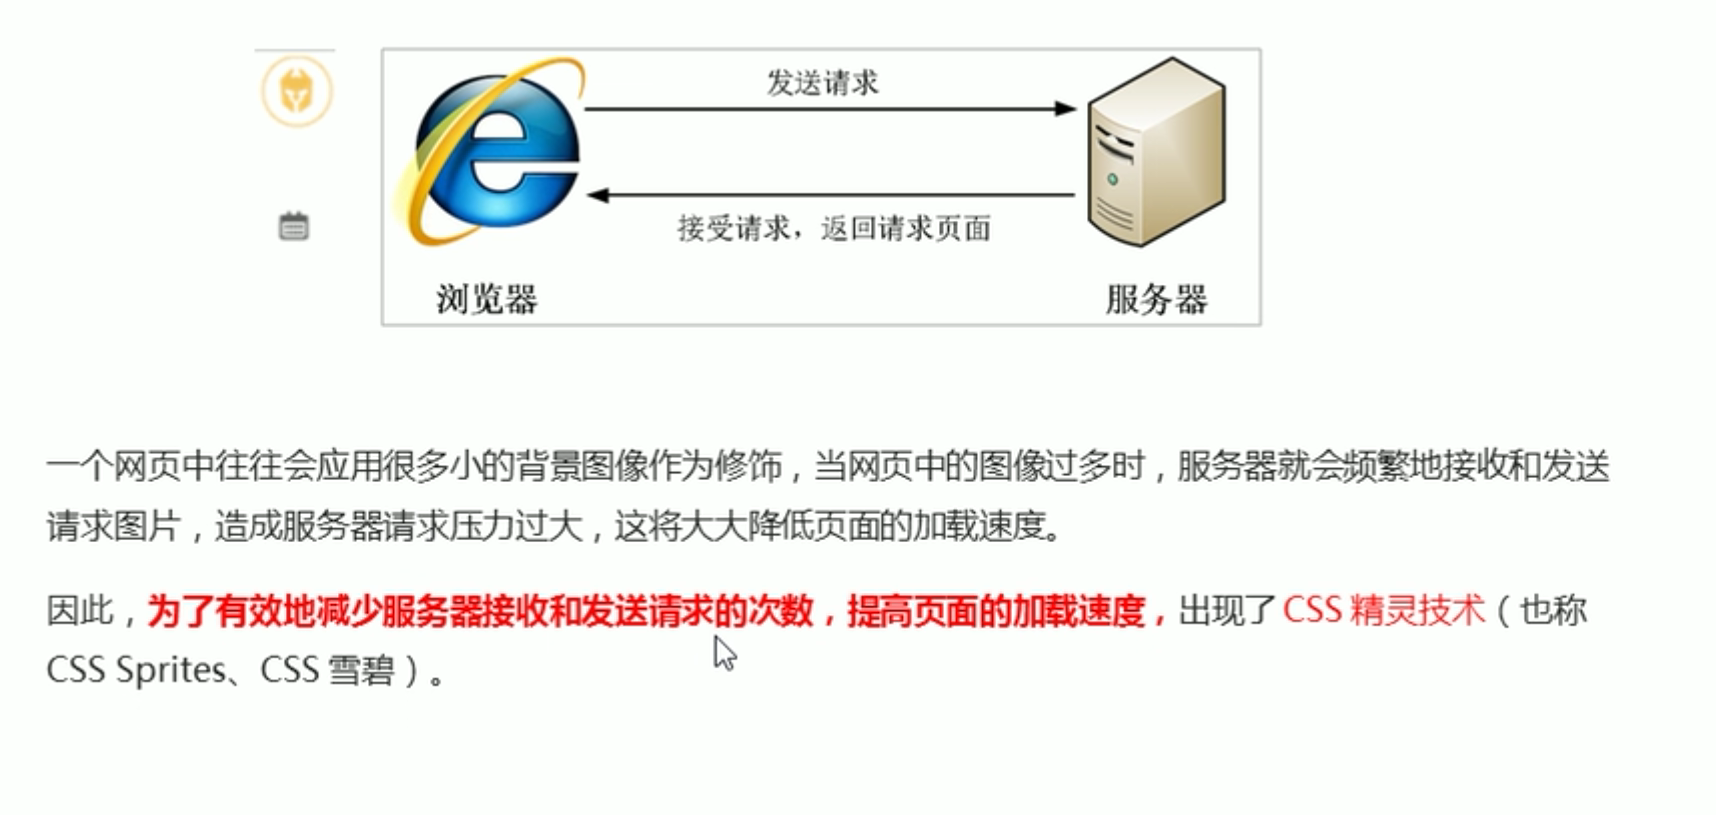 发送请求
接受请求，返回请求页面
浏览器
服务器
一个网页中往往会应用很多小的背景图像作为修饰，当网页中的图像过多时，服务器就会频繁地接收和发送
请求图片，造成服务器请求压力过大，这将大大降低页面的加载速度。
因此，为了有效地减少服务器接收和发送请求的次数，提高页面的加载速度，出现了 CSS 精灵技术（也称
CSS Sprites、CSS 雪碧）。